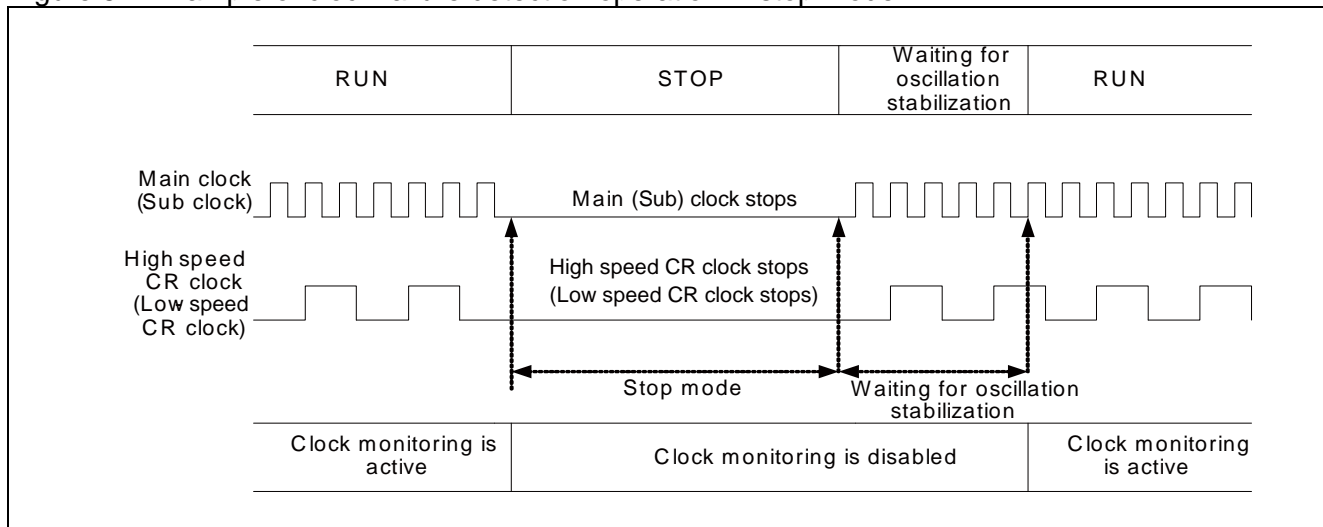 RUN
STOP
Waiting for
oscillation
stabilization
RUN
Main clock
(Sub clock)
Main (Sub) clock stops
High speed
CR clock
(Low speed
CR clock)
High speed CR clock stops
(Low speed CR clock stops)
Stop mode
Waiting for oscillation
stabilization
Clock monitoring is
active
Clock monitoring is disabled
Clock monitoring
is active